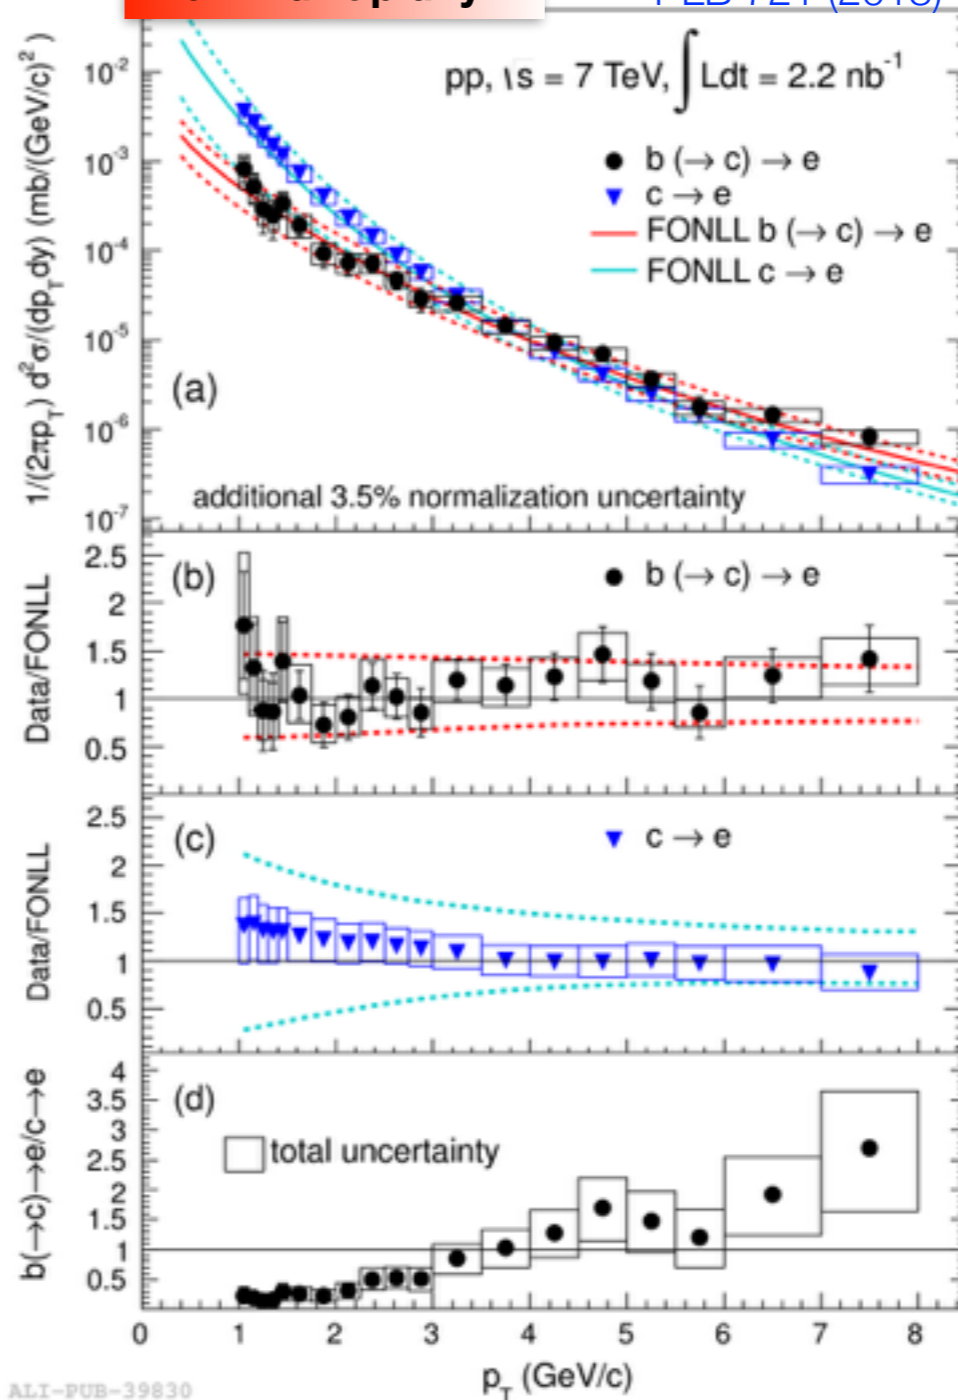 pp, √s = 7 TeV, ∫ Ldt = 2.2 nb⁻¹
b (→ c) → e
c → e
FONLL b (→ c) → e
FONLL c → e
1/(2πp_T) d²σ/(dp_Tdy) (mb/(GeV/c)²)
10⁻²
10⁻³
10⁻⁴
10⁻⁵
10⁻⁶
10⁻⁷
(a)
additional 3.5% normalization uncertainty
Data/FONLL
2.5
2
1.5
1
0.5
(b)
b (→ c) → e
Data/FONLL
2.5
2
1.5
1
0.5
(c)
c → e
b(→c)→e/c→e
4
3.5
3
2.5
2
1.5
1
0.5
(d)
total uncertainty
0 1 2 3 4 5 6 7 8
p_T (GeV/c)
ALI-PUB-39830